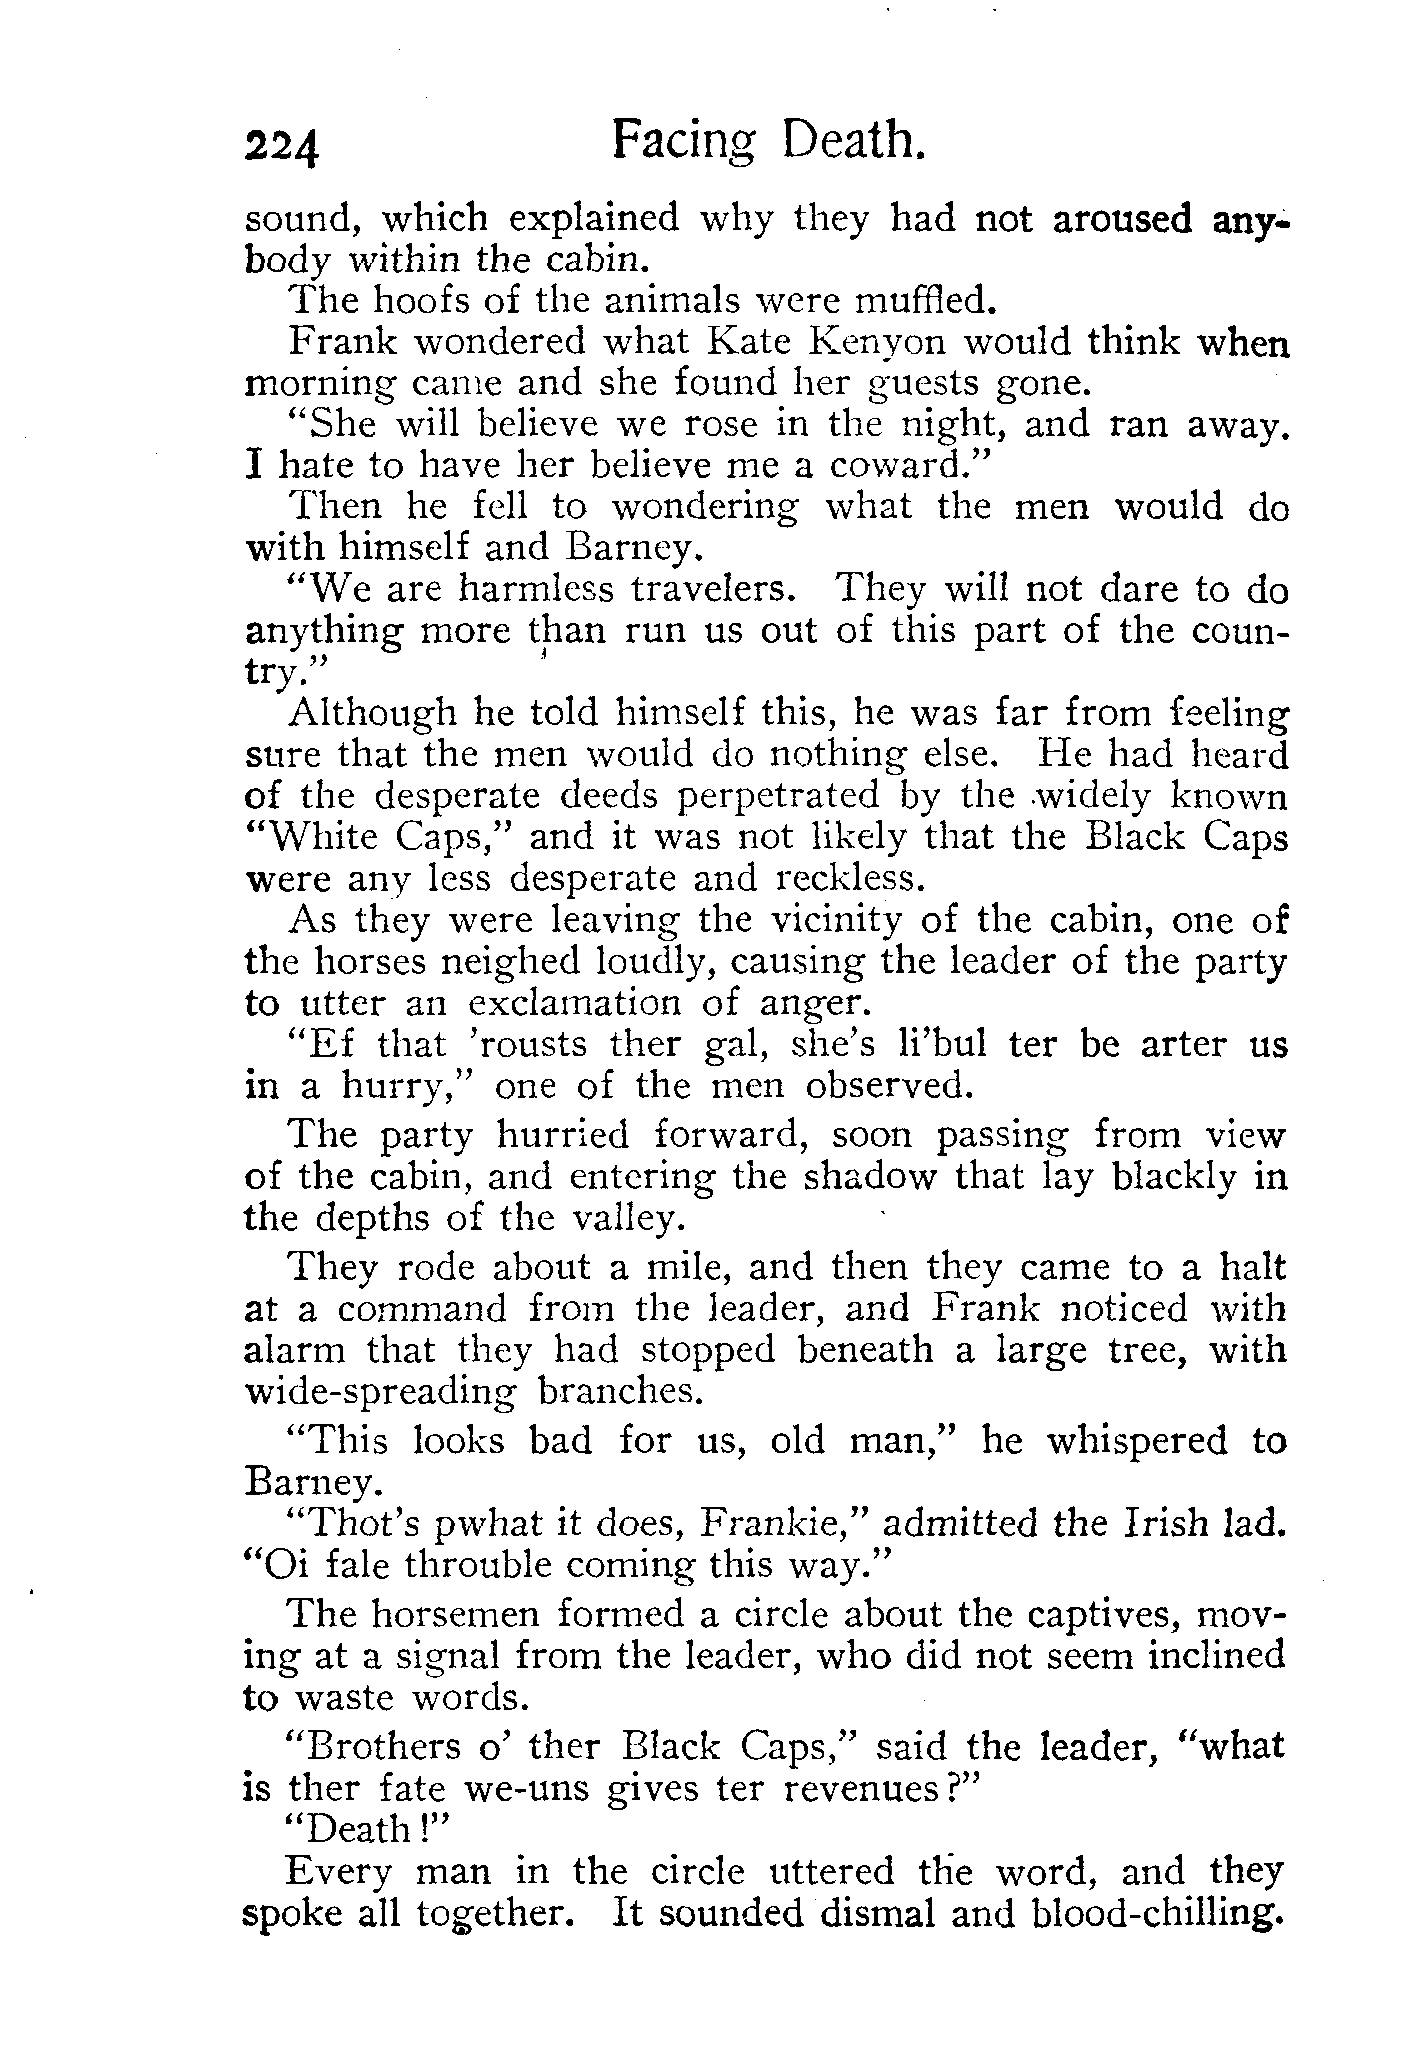 224 Facing Death.
sound, which explained why they had not aroused any-
body within the cabin.
The hoofs of the animals were muffled.
Frank wondered what Kate Kenyon would think when
morning came and she found her guests gone.
“She will believe we rose in the night, and ran away.
I hate to have her believe me a coward.”
Then he fell to wondering what the men would do
with himself and Barney.
“We are harmless travelers. They will not dare to do
anything more than run us out of this part of the coun-
try.”
Although he told himself this, he was far from feeling
sure that the men would do nothing else. He had heard
of the desperate deeds perpetrated by the widely known
“White Caps,” and it was not likely that the Black Caps
were any less desperate and reckless.
As they were leaving the vicinity of the cabin, one of
the horses neighed loudly, causing the leader of the party
to utter an exclamation of anger.
“Ef that ’rousts ther gal, she’s li’bul ter be arter us
in a hurry,” one of the men observed.
The party hurried forward, soon passing from view
of the cabin, and entering the shadow that lay blackly in
the depths of the valley.
They rode about a mile, and then they came to a halt
at a command from the leader, and Frank noticed with
alarm that they had stopped beneath a large tree, with
wide-spreading branches.
“This looks bad for us, old man,” he whispered to
Barney.
“Thot’s pwhat it does, Frankie,” admitted the Irish lad.
“Oi fale throuble coming this way.”
The horsemen formed a circle about the captives, mov-
ing at a signal from the leader, who did not seem inclined
to waste words.
“Brothers o’ ther Black Caps,” said the leader, “what
is ther fate we-uns gives ter revenues?”
“Death!”
Every man in the circle uttered the word, and they
spoke all together. It sounded dismal and blood-chilling.